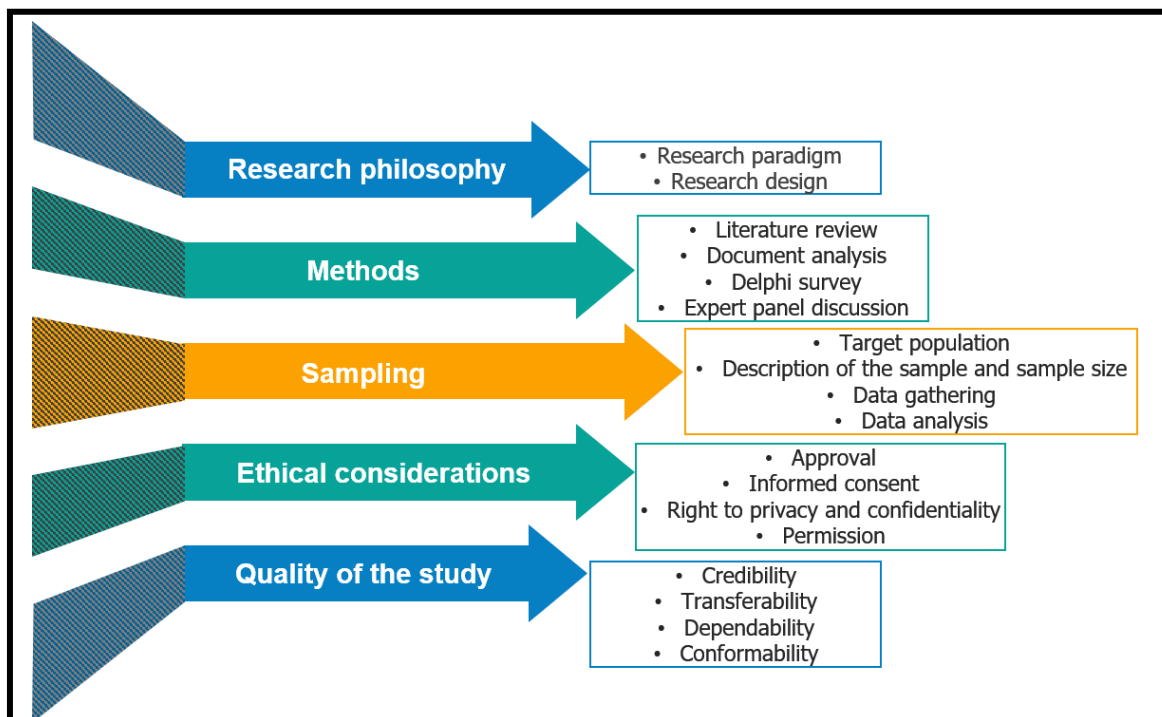 Research philosophy
• Research paradigm
• Research design
Methods
• Literature review
• Document analysis
• Delphi survey
• Expert panel discussion
Sampling
• Target population
• Description of the sample and sample size
• Data gathering
• Data analysis
Ethical considerations
• Approval
• Informed consent
• Right to privacy and confidentiality
• Permission
Quality of the study
• Credibility
• Transferability
• Dependability
• Conformability